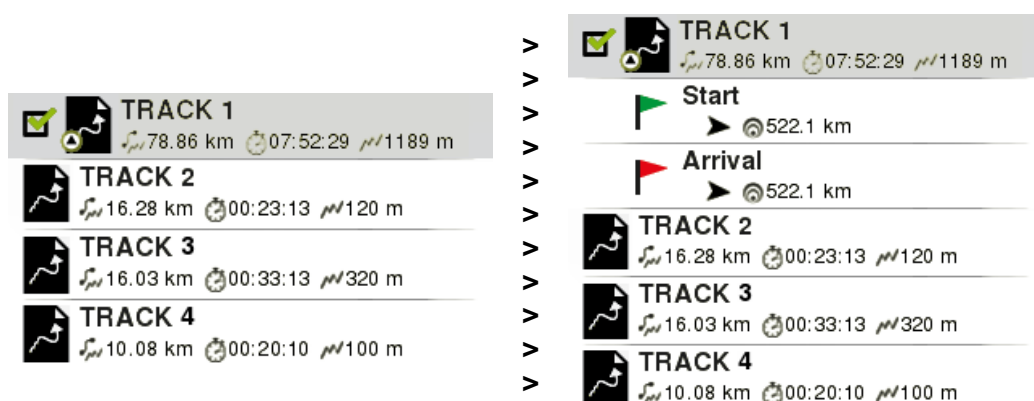 TRACK 1
78.86 km 07:52:29 1189 m
TRACK 2
16.28 km 00:23:13 120 m
TRACK 3
16.03 km 00:33:13 320 m
TRACK 4
10.08 km 00:20:10 100 m
>
>
>
>
>
>
>
>
>
>
>
TRACK 1
78.86 km 07:52:29 1189 m
Start
522.1 km
Arrival
522.1 km
TRACK 2
16.28 km 00:23:13 120 m
TRACK 3
16.03 km 00:33:13 320 m
TRACK 4
10.08 km 00:20:10 100 m